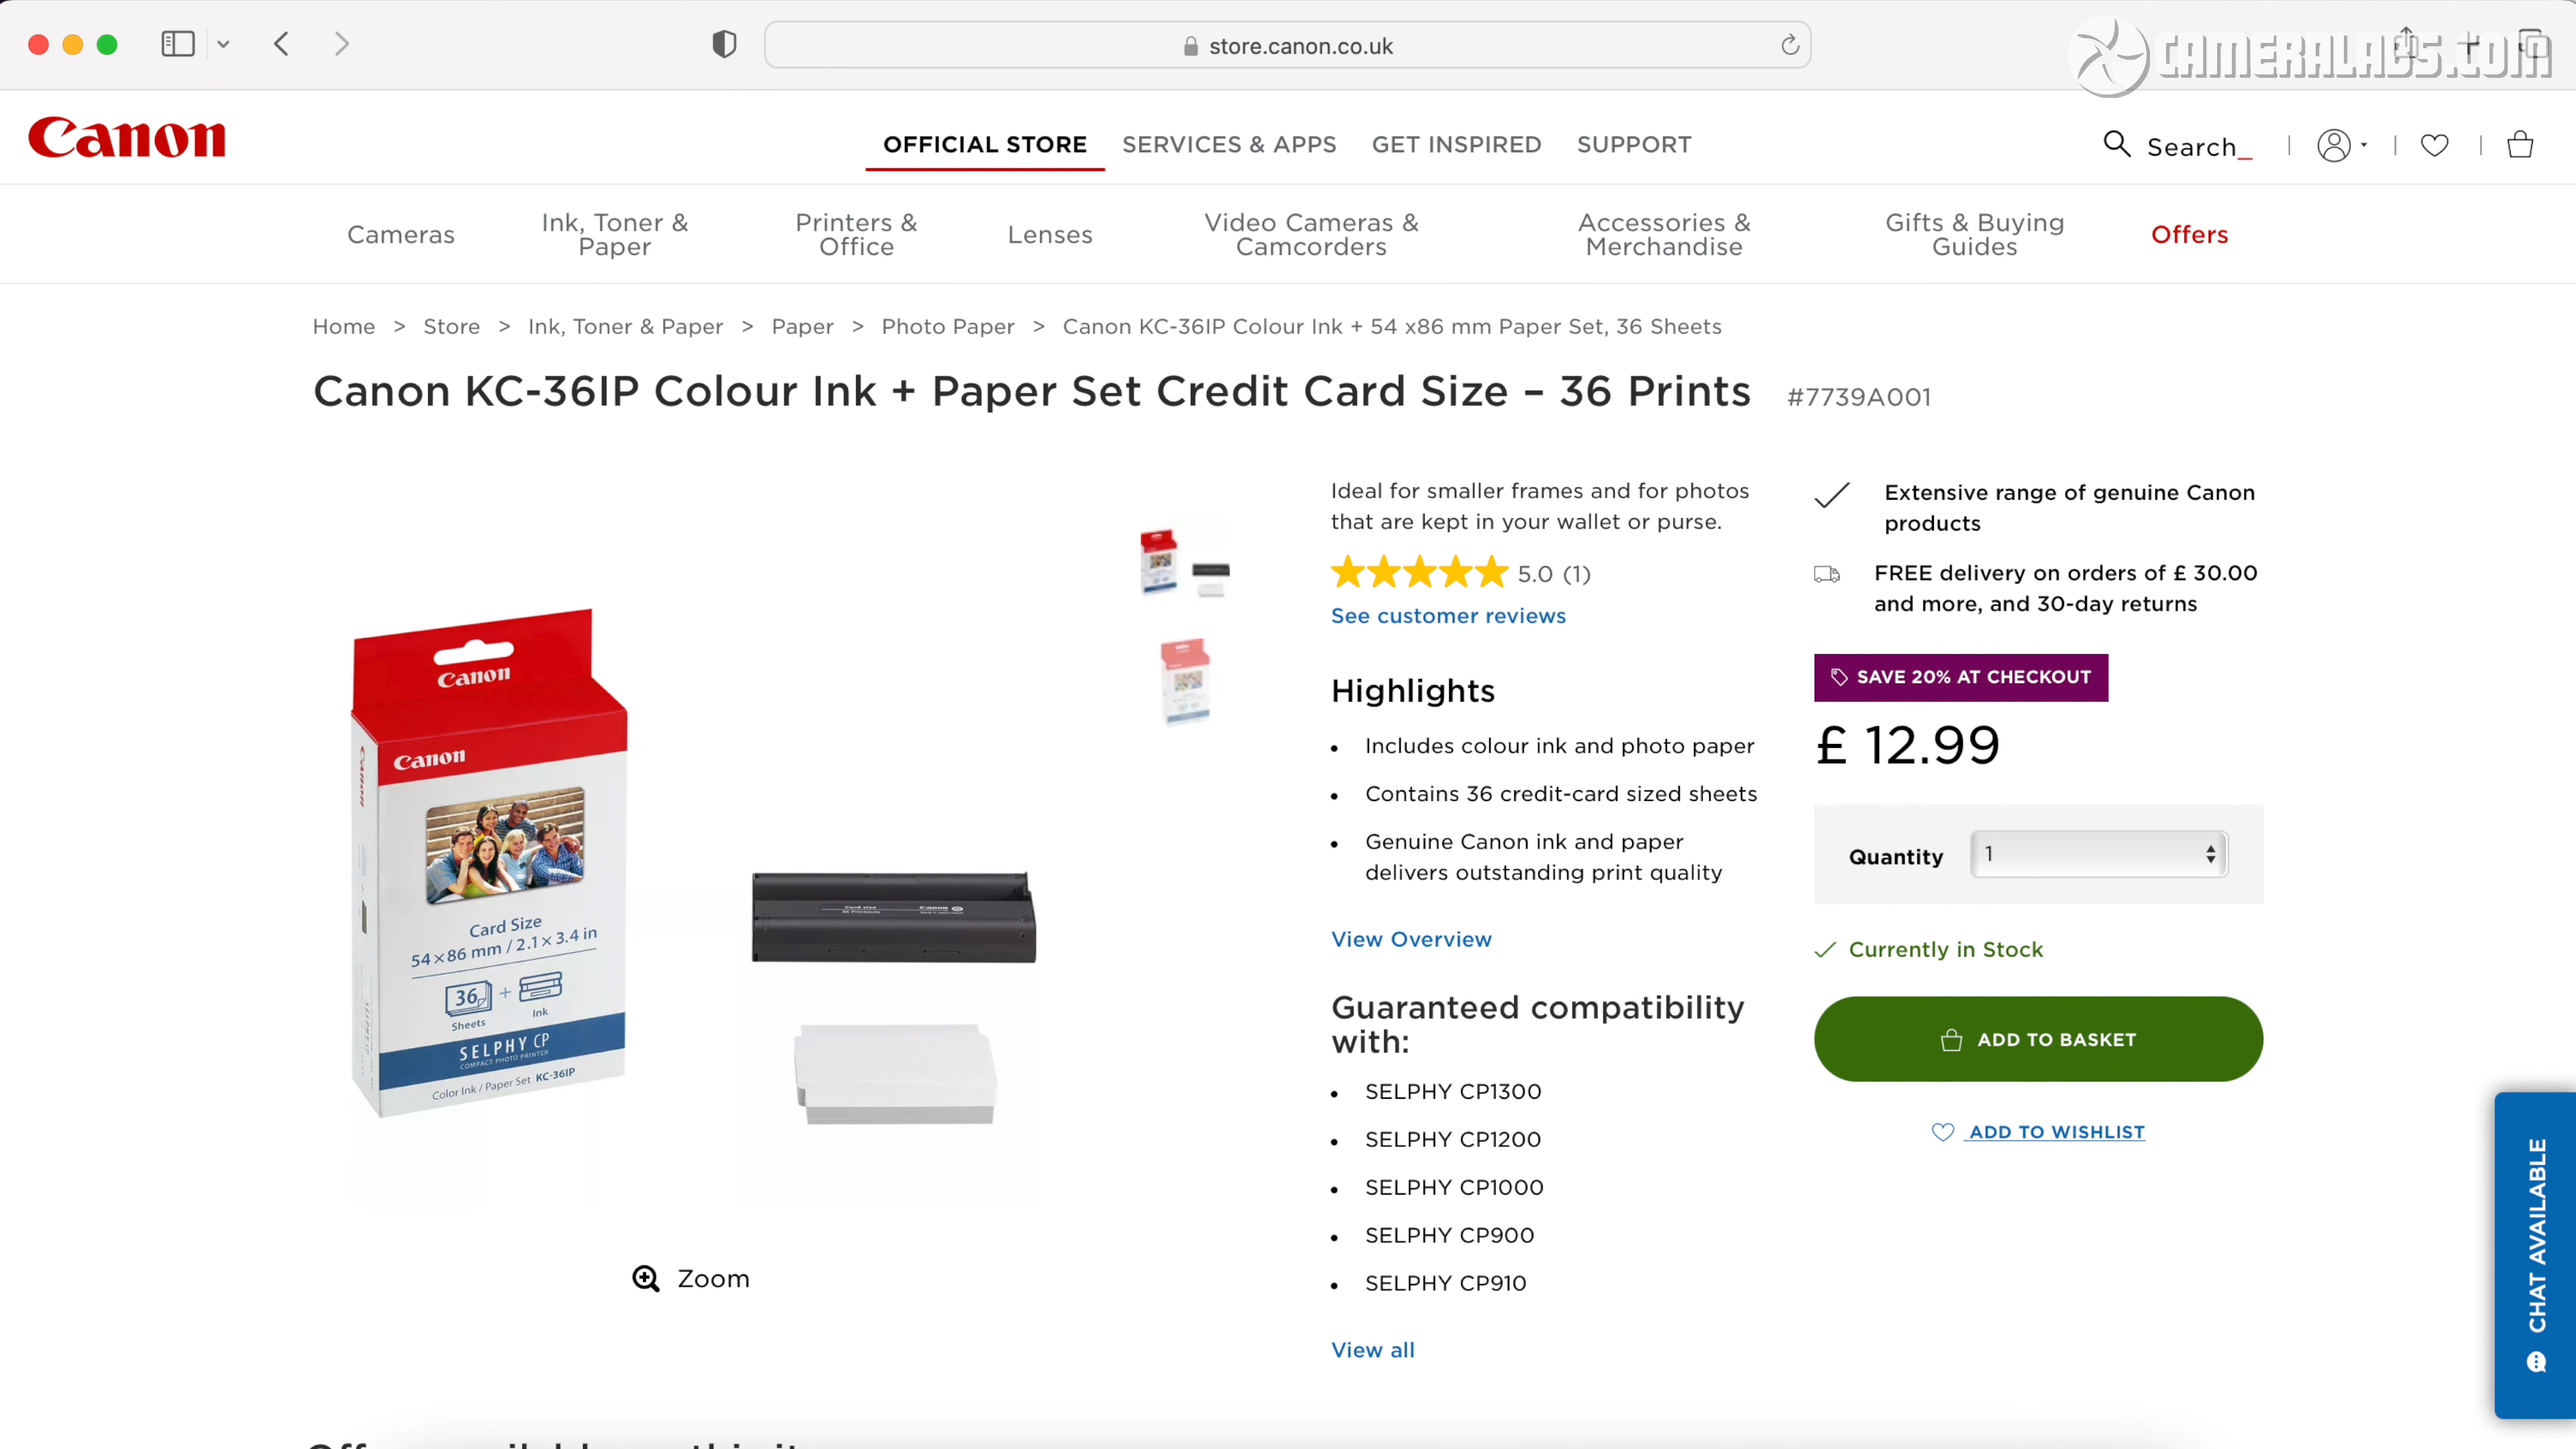 store.canon.co.uk
CAMERALABS.COM
Canon
OFFICIAL STORE
SERVICES & APPS
GET INSPIRED
SUPPORT
Search_
Cameras
Ink, Toner &
Paper
Printers &
Office
Lenses
Video Cameras &
Camcorders
Accessories &
Merchandise
Gifts & Buying
Guides
Offers
Home > Store > Ink, Toner & Paper > Paper > Photo Paper > Canon KC-36IP Colour Ink + 54 x86 mm Paper Set, 36 Sheets
Canon KC-36IP Colour Ink + Paper Set Credit Card Size – 36 Prints #7739A001
Canon
Canon
Canon
Card Size
54×86 mm / 2.1×3.4 in
36 +
Sheets
Ink
SELPHY CP
COMPACT PHOTO PRINTER
Color Ink / Paper Set KC-36IP
Card size
36 Printouts
Canon
Zoom
Ideal for smaller frames and for photos
that are kept in your wallet or purse.
5.0 (1)
See customer reviews
Highlights
• Includes colour ink and photo paper
• Contains 36 credit-card sized sheets
• Genuine Canon ink and paper
delivers outstanding print quality
View Overview
Guaranteed compatibility
with:
• SELPHY CP1300
• SELPHY CP1200
• SELPHY CP1000
• SELPHY CP900
• SELPHY CP910
View all
Extensive range of genuine Canon
products
FREE delivery on orders of £ 30.00
and more, and 30-day returns
SAVE 20% AT CHECKOUT
£ 12.99
Quantity
1
Currently in Stock
ADD TO BASKET
ADD TO WISHLIST
CHAT AVAILABLE